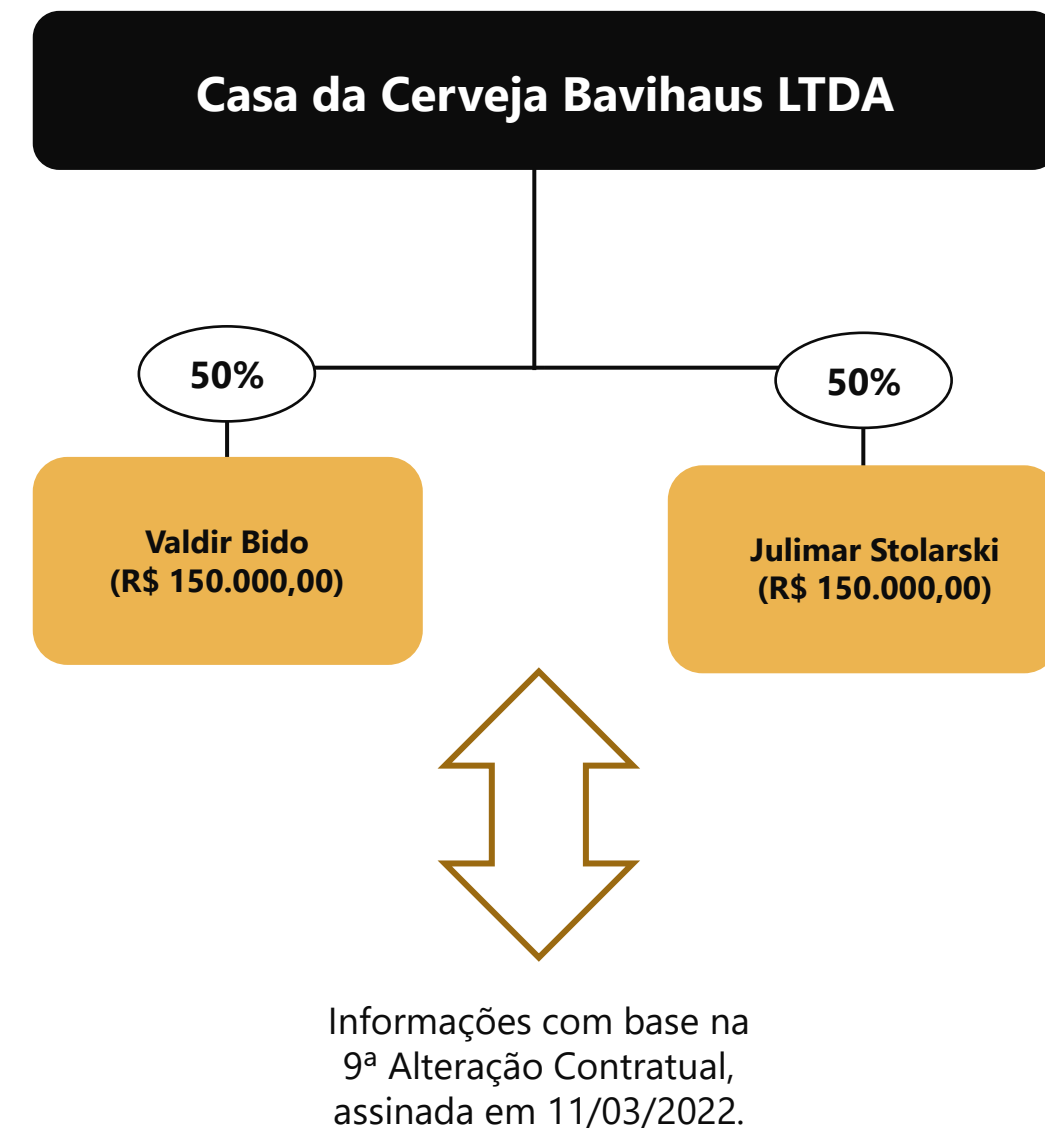 Casa da Cerveja Bavihaus LTDA
50%
50%
Valdir Bido
(R$ 150.000,00)
Julimar Stolarski
(R$ 150.000,00)
Informações com base na
9ª Alteração Contratual,
assinada em 11/03/2022.